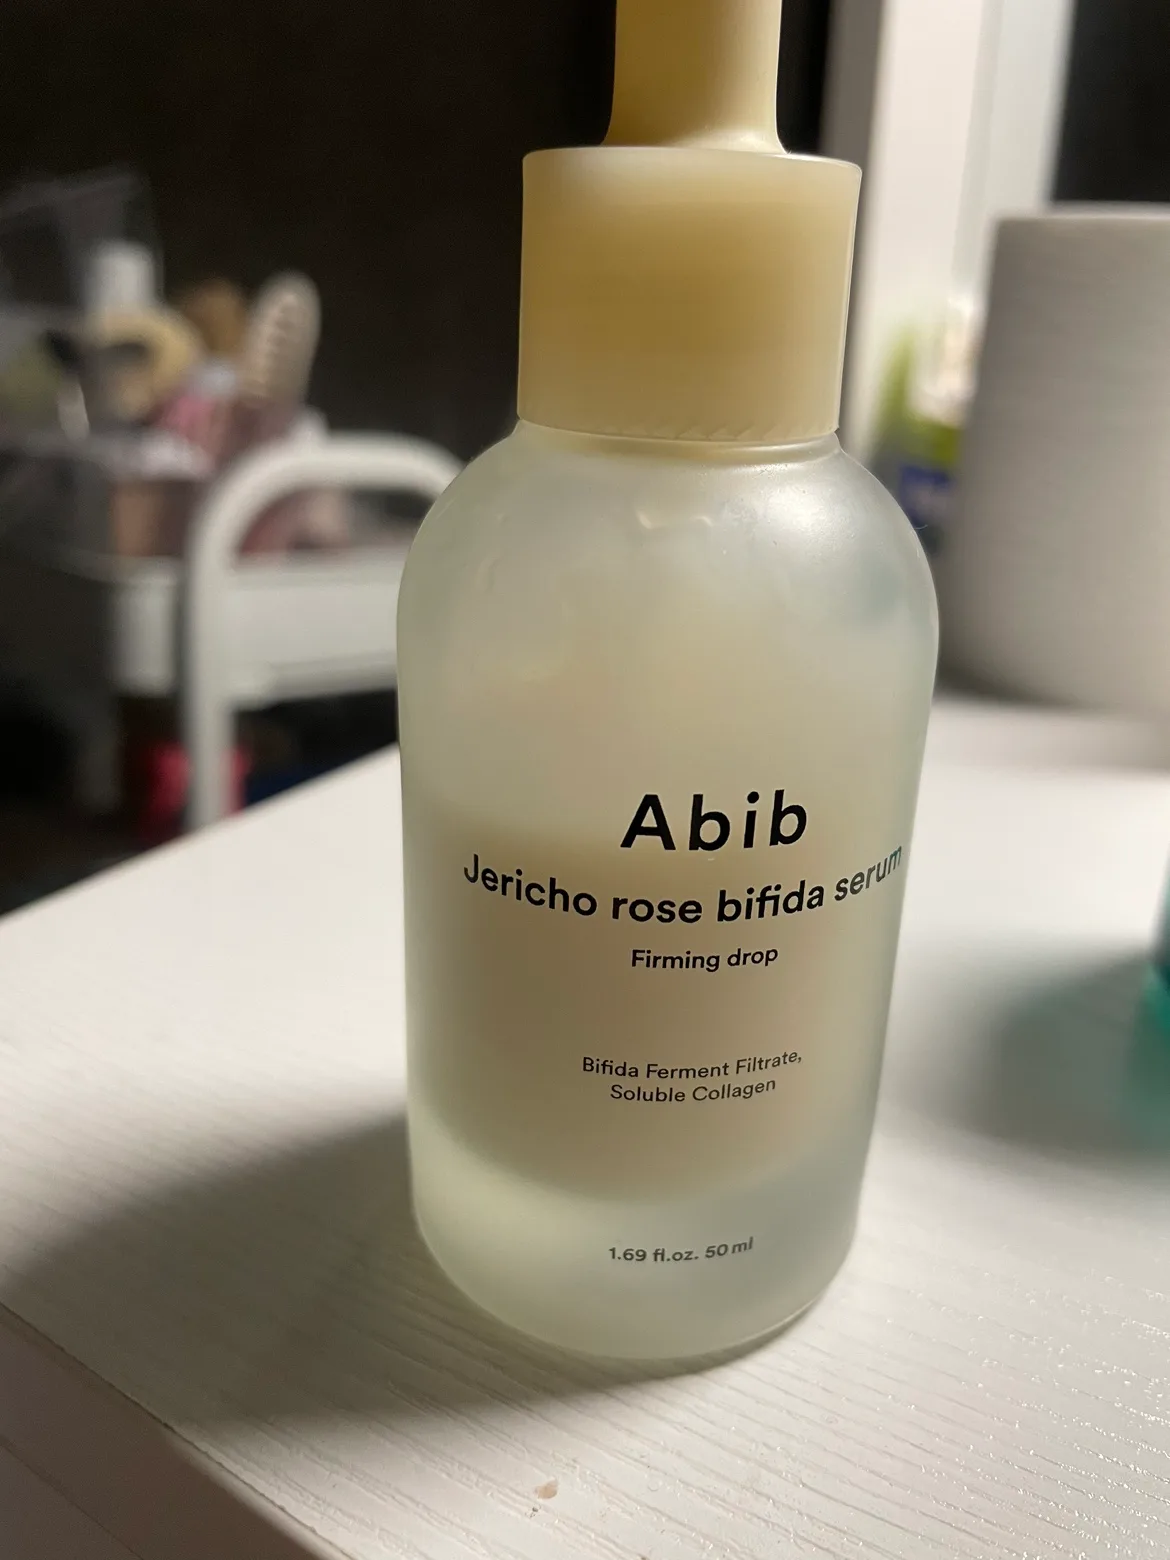 Abib
Jericho rose bifida serum
Firming drop
Bifida Ferment Filtrate,
Soluble Collagen
1.69 fl.oz. 50 ml